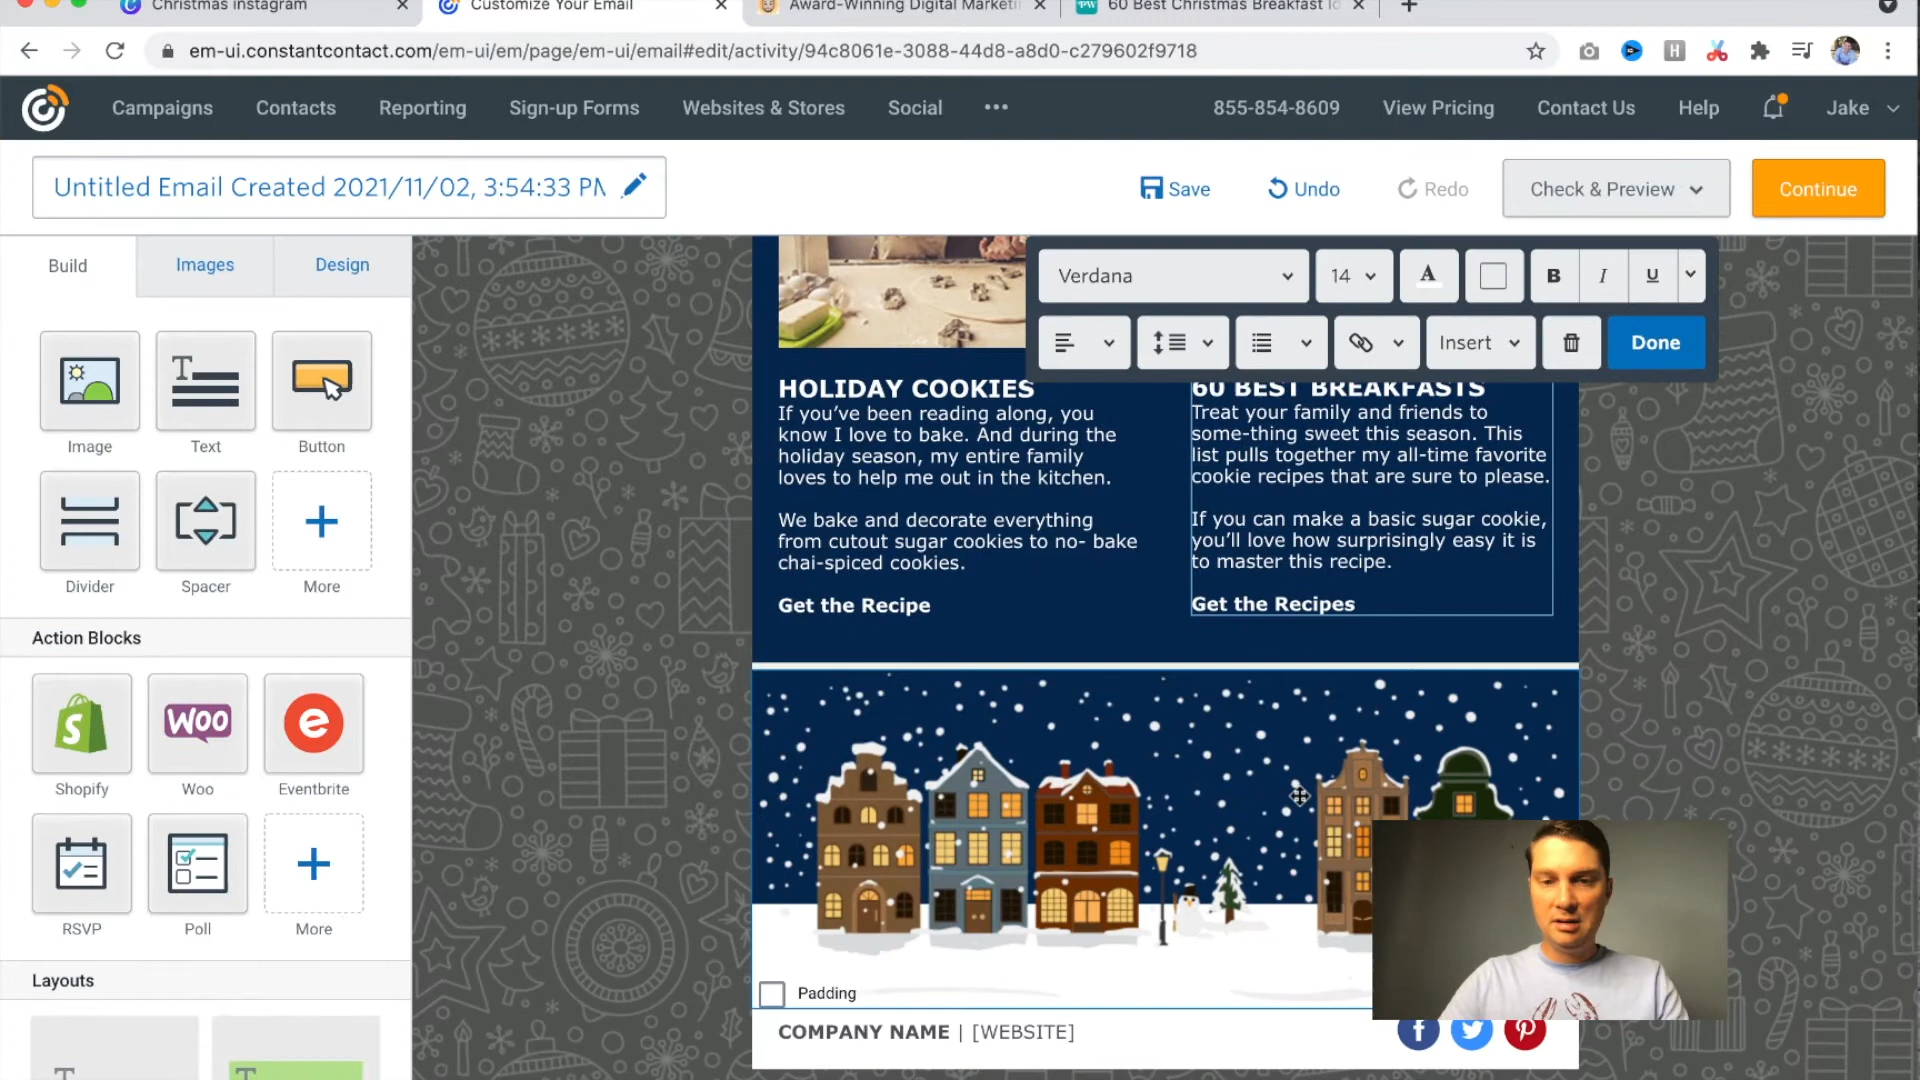 Christmas instagram
Customize Your Email
Award-Winning Digital Marketi
60 Best Christmas Breakfast Id
em-ui.constantcontact.com/em-ui/em/page/em-ui/email#edit/activity/94c8061e-3088-44d8-a8d0-c279602f9718
Campaigns
Contacts
Reporting
Sign-up Forms
Websites & Stores
Social
855-854-8609
View Pricing
Contact Us
Help
Jake
Untitled Email Created 2021/11/02, 3:54:33 PM
Save
Undo
Redo
Check & Preview
Continue
Build
Images
Design
Image
Text
Button
Divider
Spacer
More
Action Blocks
Shopify
Woo
Eventbrite
RSVP
Poll
More
Layouts
Verdana
14
A
B
I
U
Insert
Done
HOLIDAY COOKIES
If you’ve been reading along, you
know I love to bake. And during the
holiday season, my entire family
loves to help me out in the kitchen.
We bake and decorate everything
from cutout sugar cookies to no- bake
chai-spiced cookies.
Get the Recipe
60 BEST BREAKFASTS
Treat your family and friends to
some-thing sweet this season. This
list pulls together my all-time favorite
cookie recipes that are sure to please.
If you can make a basic sugar cookie,
you’ll love how surprisingly easy it is
to master this recipe.
Get the Recipes
Padding
COMPANY NAME | [WEBSITE]